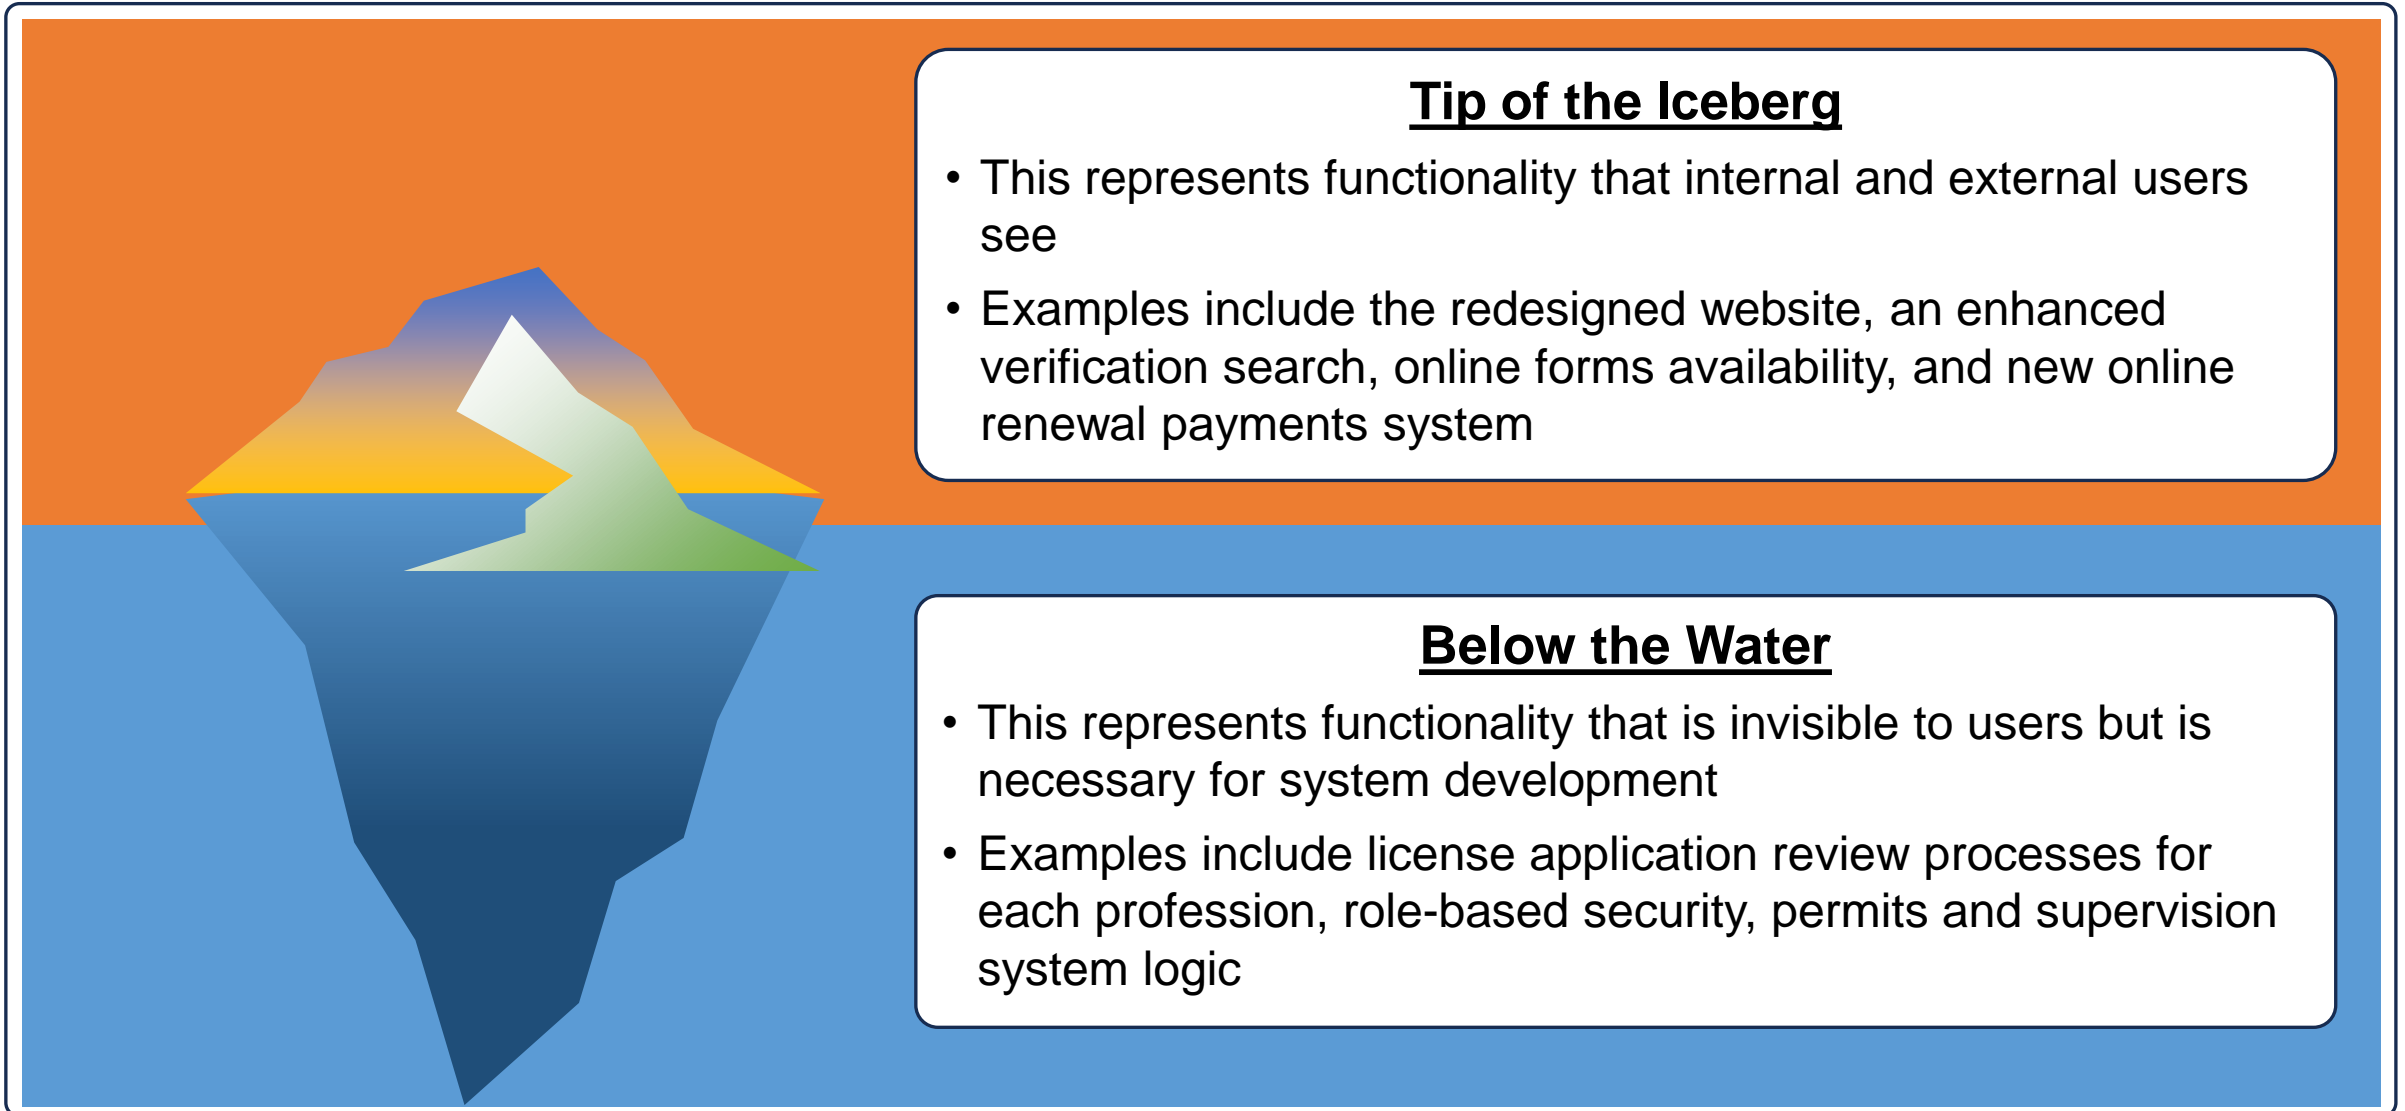 Tip of the Iceberg
• This represents functionality that internal and external users
see
• Examples include the redesigned website, an enhanced
verification search, online forms availability, and new online
renewal payments system
Below the Water
• This represents functionality that is invisible to users but is
necessary for system development
• Examples include license application review processes for
each profession, role-based security, permits and supervision
system logic